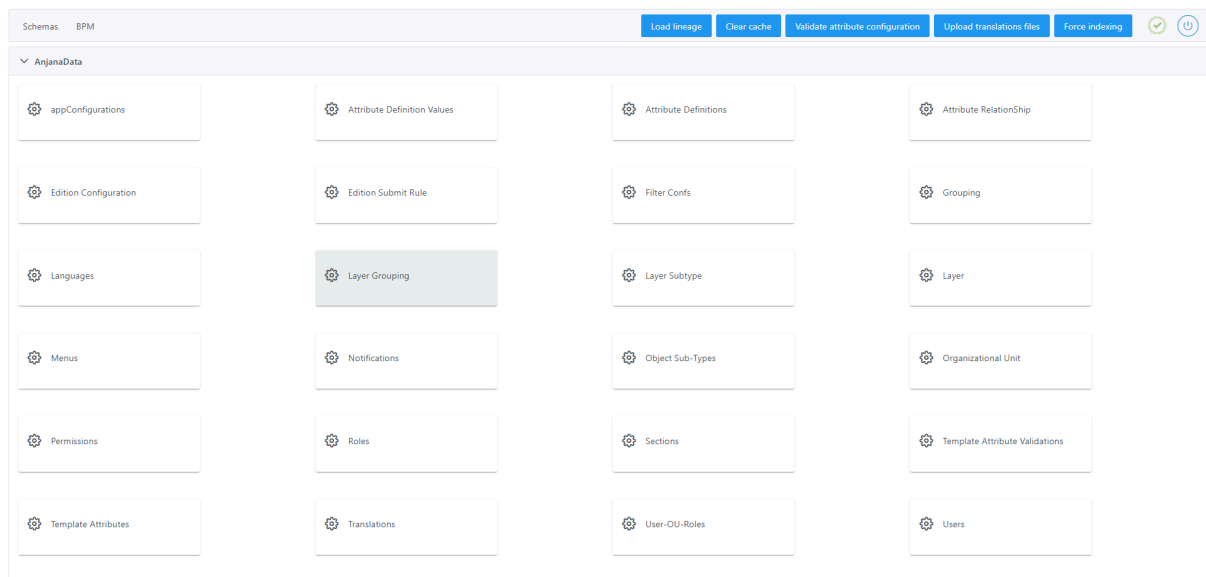 Schemas BPM Load lineage Clear cache Validate attribute configuration Upload translations files Force indexing
AnjanaData
appConfigurations Attribute Definition Values Attribute Definitions Attribute RelationShip
Edition Configuration Edition Submit Rule Filter Confs Grouping
Languages Layer Grouping Layer Subtype Layer
Menus Notifications Object Sub-Types Organizational Unit
Permissions Roles Sections Template Attribute Validations
Template Attributes Translations User-OU-Roles Users